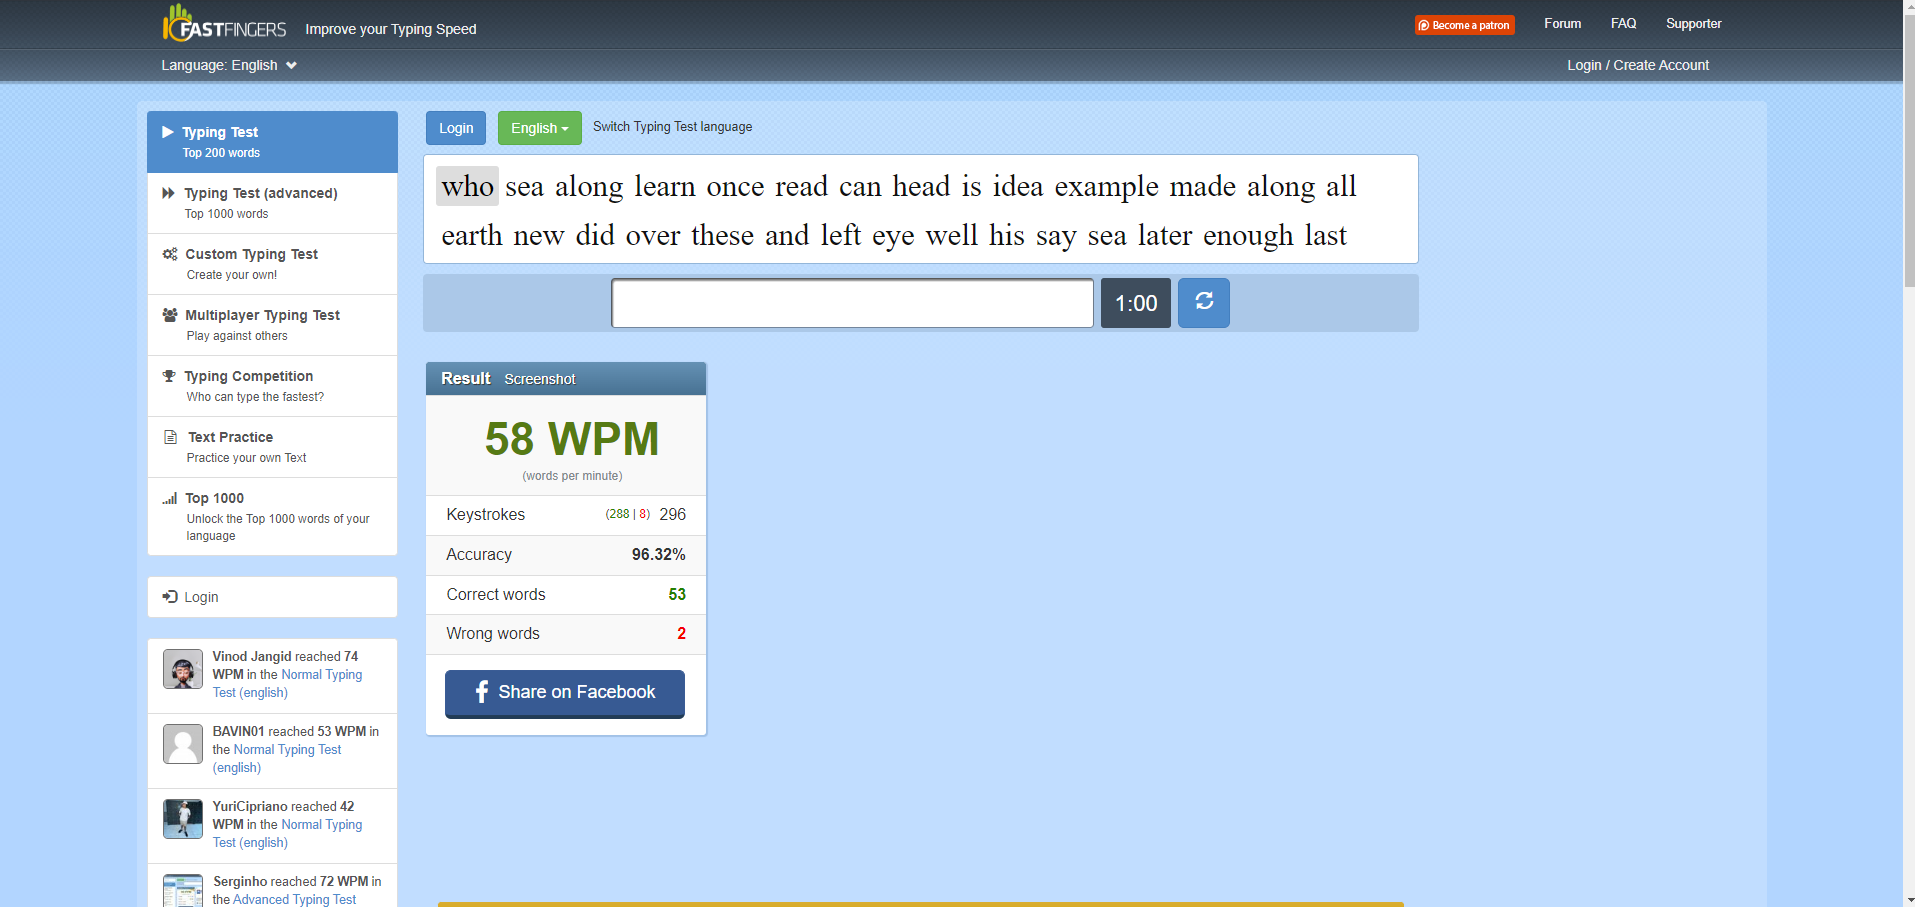 FASTFINGERS
Improve your Typing Speed
Become a patron
Forum
FAQ
Supporter
Language: English
Login / Create Account
Typing Test
Top 200 words
Typing Test (advanced)
Top 1000 words
Custom Typing Test
Create your own!
Multiplayer Typing Test
Play against others
Typing Competition
Who can type the fastest?
Text Practice
Practice your own Text
Top 1000
Unlock the Top 1000 words of your
language
Login
Vinod Jangid reached 74
WPM in the Normal Typing
Test (english)
BAVIN01 reached 53 WPM in
the Normal Typing Test
(english)
YuriCipriano reached 42
WPM in the Normal Typing
Test (english)
Serginho reached 72 WPM in
the Advanced Typing Test
Login
English
Switch Typing Test language
who sea along learn once read can head is idea example made along all
earth new did over these and left eye well his say sea later enough last
1:00
Result Screenshot
58 WPM
(words per minute)
Keystrokes (288 | 8) 296
Accuracy 96.32%
Correct words 53
Wrong words 2
Share on Facebook